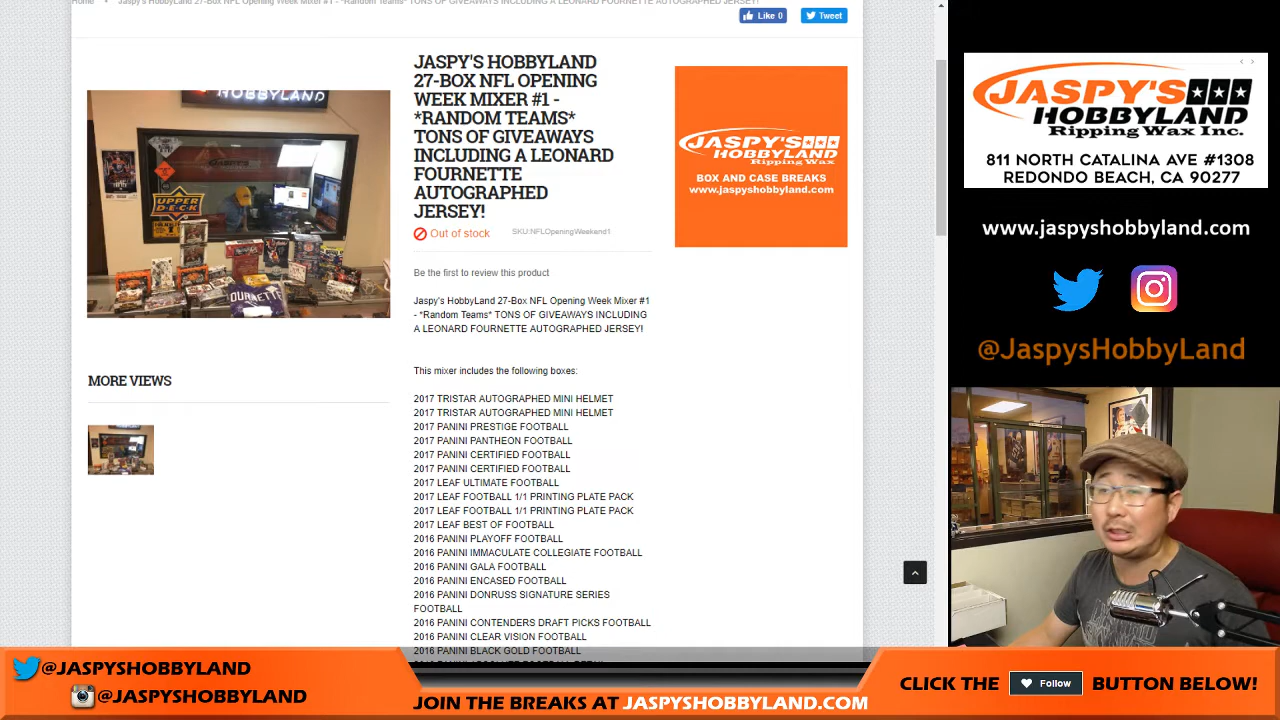 Home • Jaspy's HobbyLand 27-Box NFL Opening Week Mixer #1 - *Random Teams* TONS OF GIVEAWAYS INCLUDING A LEONARD FOURNETTE AUTOGRAPHED JERSEY!
Like 0
Tweet
JASPY'S HOBBYLAND
27-BOX NFL OPENING
WEEK MIXER #1 -
*RANDOM TEAMS*
TONS OF GIVEAWAYS
INCLUDING A LEONARD
FOURNETTE
AUTOGRAPHED
JERSEY!
Out of stock
SKU:NFLOpeningWeekend1
Be the first to review this product
Jaspy's HobbyLand 27-Box NFL Opening Week Mixer #1
- *Random Teams* TONS OF GIVEAWAYS INCLUDING
A LEONARD FOURNETTE AUTOGRAPHED JERSEY!
This mixer includes the following boxes:
2017 TRISTAR AUTOGRAPHED MINI HELMET
2017 TRISTAR AUTOGRAPHED MINI HELMET
2017 PANINI PRESTIGE FOOTBALL
2017 PANINI PANTHEON FOOTBALL
2017 PANINI CERTIFIED FOOTBALL
2017 PANINI CERTIFIED FOOTBALL
2017 LEAF ULTIMATE FOOTBALL
2017 LEAF FOOTBALL 1/1 PRINTING PLATE PACK
2017 LEAF FOOTBALL 1/1 PRINTING PLATE PACK
2017 LEAF BEST OF FOOTBALL
2016 PANINI PLAYOFF FOOTBALL
2016 PANINI IMMACULATE COLLEGIATE FOOTBALL
2016 PANINI GALA FOOTBALL
2016 PANINI ENCASED FOOTBALL
2016 PANINI DONRUSS SIGNATURE SERIES
FOOTBALL
2016 PANINI CONTENDERS DRAFT PICKS FOOTBALL
2016 PANINI CLEAR VISION FOOTBALL
2016 PANINI BLACK GOLD FOOTBALL
HOBBYLAND
UPPER
DECK
MORE VIEWS
JASPY'S
HOBBYLAND
Ripping Wax
BOX AND CASE BREAKS
www.jaspyshobbyland.com
JASPY'S
HOBBYLAND
Ripping Wax Inc.
811 NORTH CATALINA AVE #1308
REDONDO BEACH, CA 90277
www.jaspyshobbyland.com
@JaspysHobbyLand
@JASPYSHOBBYLAND
@JASPYSHOBBYLAND
JOIN THE BREAKS AT JASPYSHOBBYLAND.COM
CLICK THE Follow BUTTON BELOW!